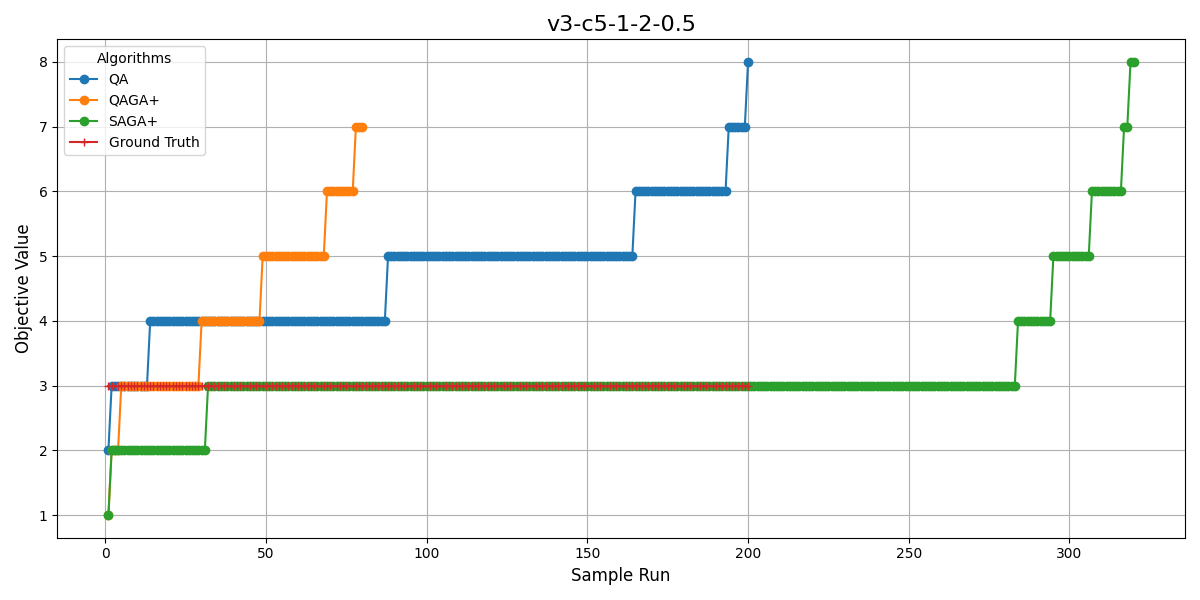 v3-c5-1-2-0.5
Algorithms
QA
QAGA+
SAGA+
Ground Truth
Objective Value
8
7
6
5
4
3
2
1
0 50 100 150 200 250 300
Sample Run